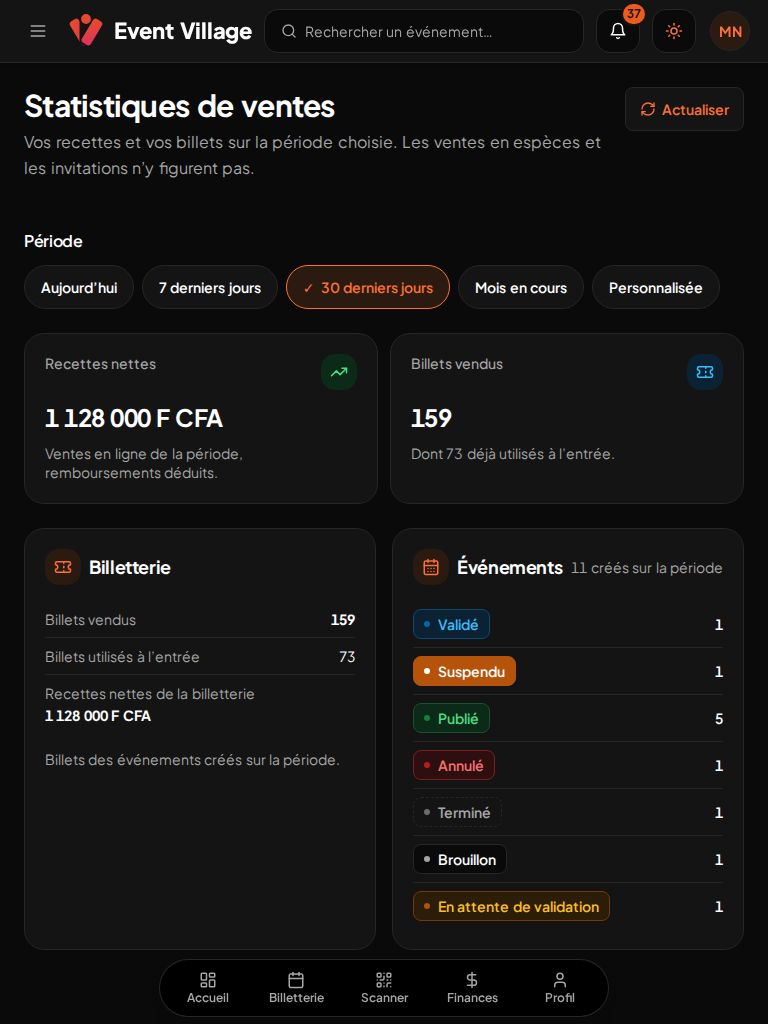 Event Village
Rechercher un événement…
37
MN
Statistiques de ventes
Actualiser
Vos recettes et vos billets sur la période choisie. Les ventes en espèces et
les invitations n’y figurent pas.
Période
Aujourd’hui
7 derniers jours
✓ 30 derniers jours
Mois en cours
Personnalisée
Recettes nettes
1 128 000 F CFA
Ventes en ligne de la période,
remboursements déduits.
Billets vendus
159
Dont 73 déjà utilisés à l’entrée.
Billetterie
Billets vendus 159
Billets utilisés à l’entrée 73
Recettes nettes de la billetterie
1 128 000 F CFA
Billets des événements créés sur la période.
Événements 11 créés sur la période
Validé 1
Suspendu 1
Publié 5
Annulé 1
Terminé 1
Brouillon 1
En attente de validation 1
Accueil
Billetterie
Scanner
Finances
Profil